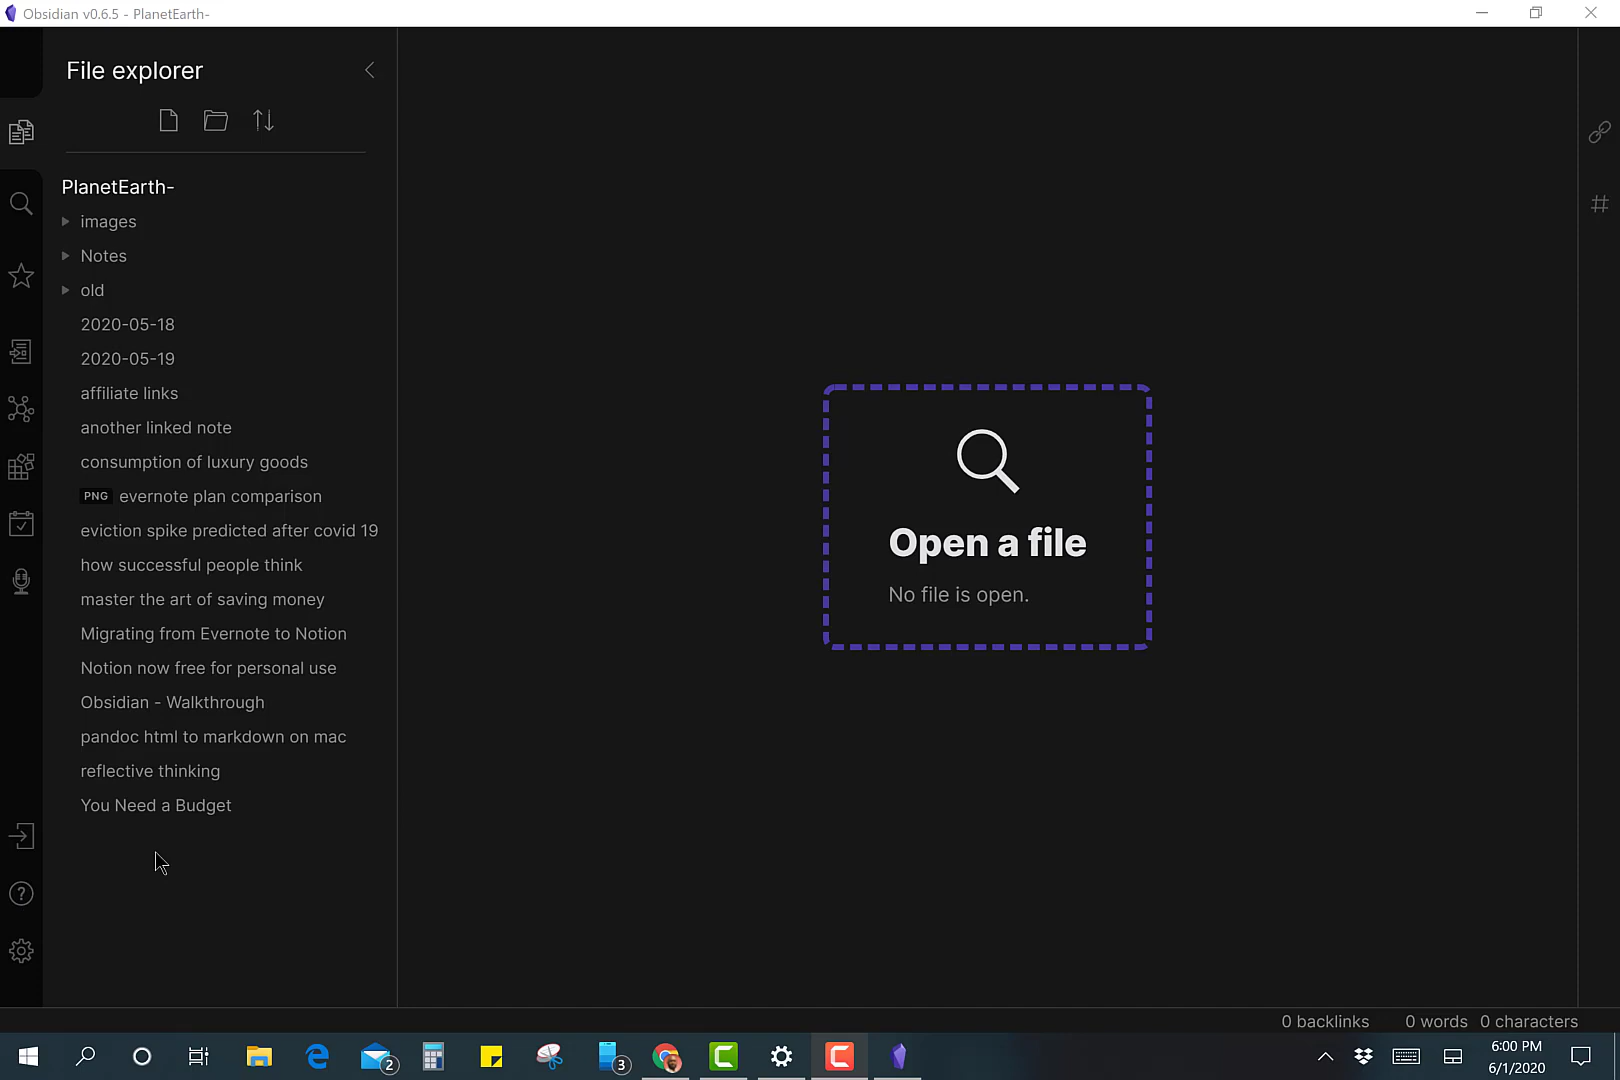 Obsidian v0.6.5 - PlanetEarth-
File explorer
PlanetEarth-
images
Notes
old
2020-05-18
2020-05-19
affiliate links
another linked note
consumption of luxury goods
PNG evernote plan comparison
eviction spike predicted after covid 19
how successful people think
master the art of saving money
Migrating from Evernote to Notion
Notion now free for personal use
Obsidian - Walkthrough
pandoc html to markdown on mac
reflective thinking
You Need a Budget
Open a file
No file is open.
0 backlinks 0 words 0 characters
2
3
6:00 PM
6/1/2020